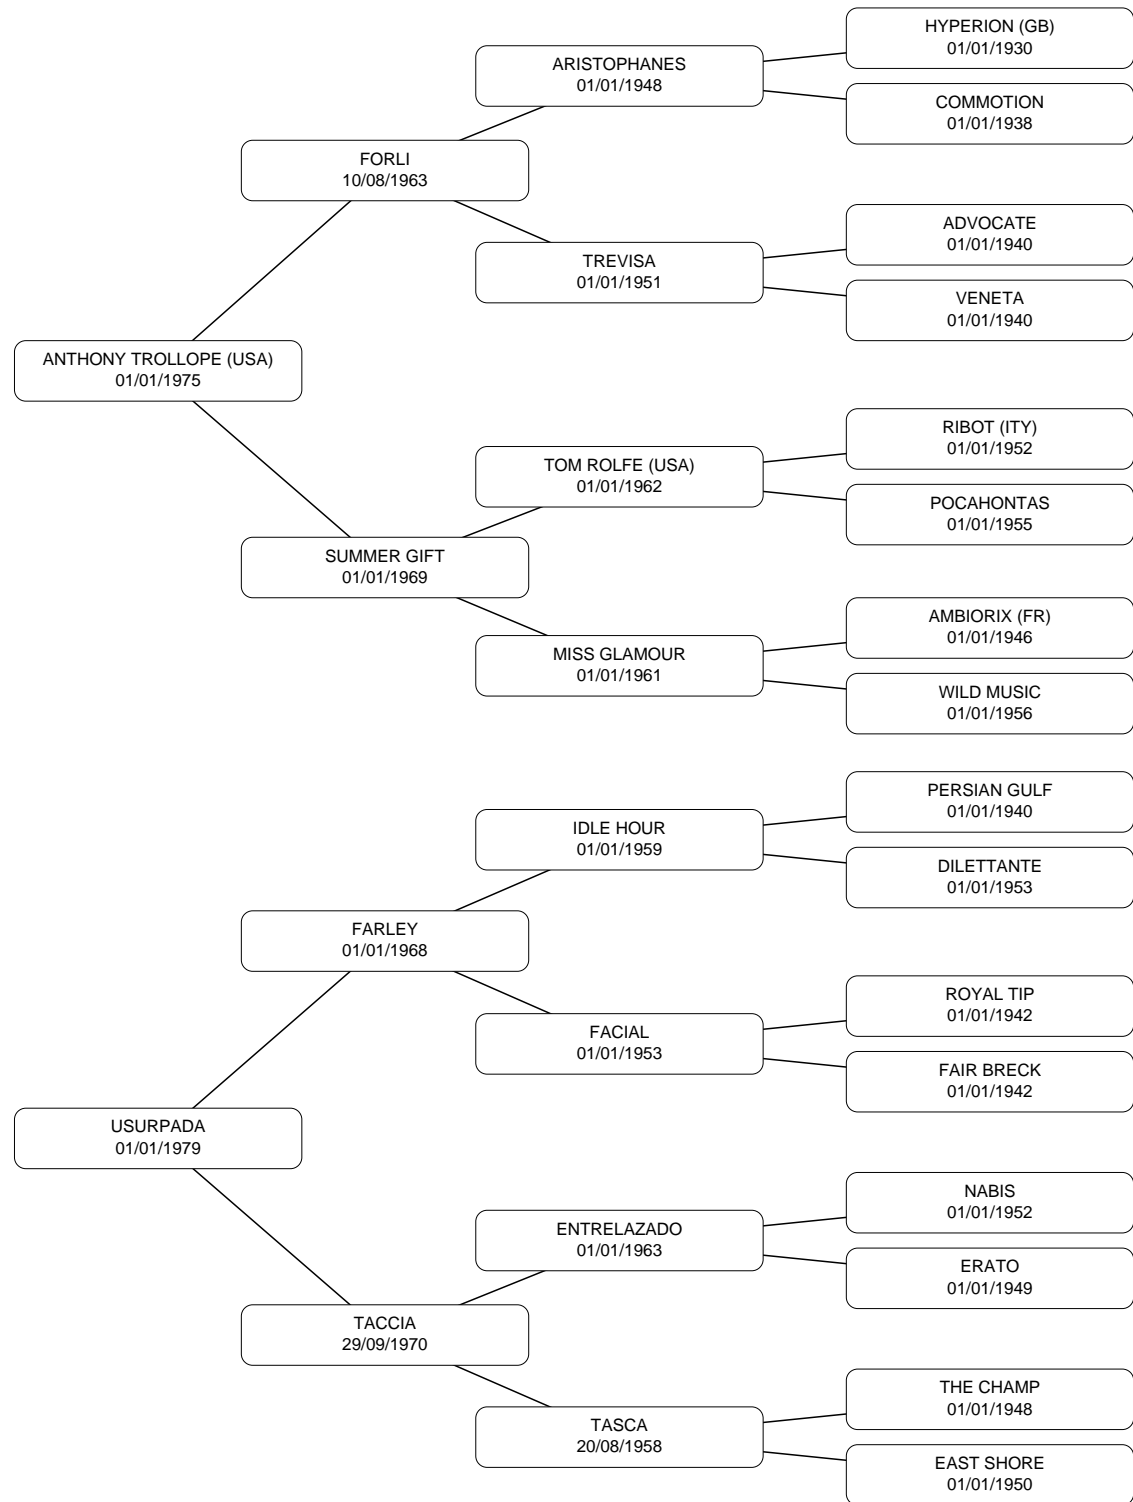 HYPERION (GB)
01/01/1930
ARISTOPHANES
01/01/1948
COMMOTION
01/01/1938
FORLI
10/08/1963
ADVOCATE
01/01/1940
TREVISA
01/01/1951
VENETA
01/01/1940
ANTHONY TROLLOPE (USA)
01/01/1975
RIBOT (ITY)
01/01/1952
TOM ROLFE (USA)
01/01/1962
POCAHONTAS
01/01/1955
SUMMER GIFT
01/01/1969
AMBIORIX (FR)
01/01/1946
MISS GLAMOUR
01/01/1961
WILD MUSIC
01/01/1956
PERSIAN GULF
01/01/1940
IDLE HOUR
01/01/1959
DILETTANTE
01/01/1953
FARLEY
01/01/1968
ROYAL TIP
01/01/1942
FACIAL
01/01/1953
FAIR BRECK
01/01/1942
USURPADA
01/01/1979
NABIS
01/01/1952
ENTRELAZADO
01/01/1963
ERATO
01/01/1949
TACCIA
29/09/1970
THE CHAMP
01/01/1948
TASCA
20/08/1958
EAST SHORE
01/01/1950